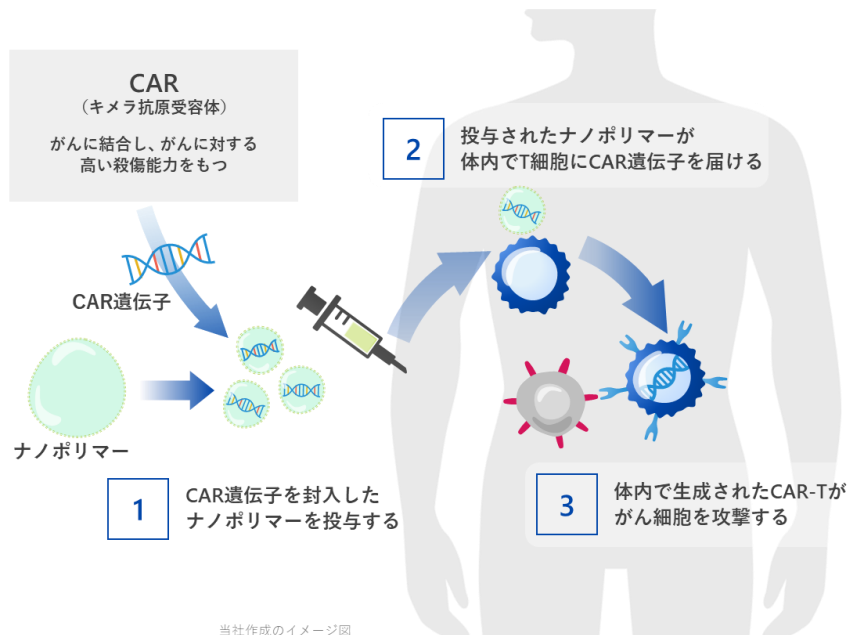 CAR
（キメラ抗原受容体）
がんに結合し、がんに対する
高い殺傷能力をもつ
CAR遺伝子
ナノポリマー
1
CAR遺伝子を封入した
ナノポリマーを投与する
2
投与されたナノポリマーが
体内でT細胞にCAR遺伝子を届ける
3
体内で生成されたCAR-Tが
がん細胞を攻撃する
当社作成のイメージ図